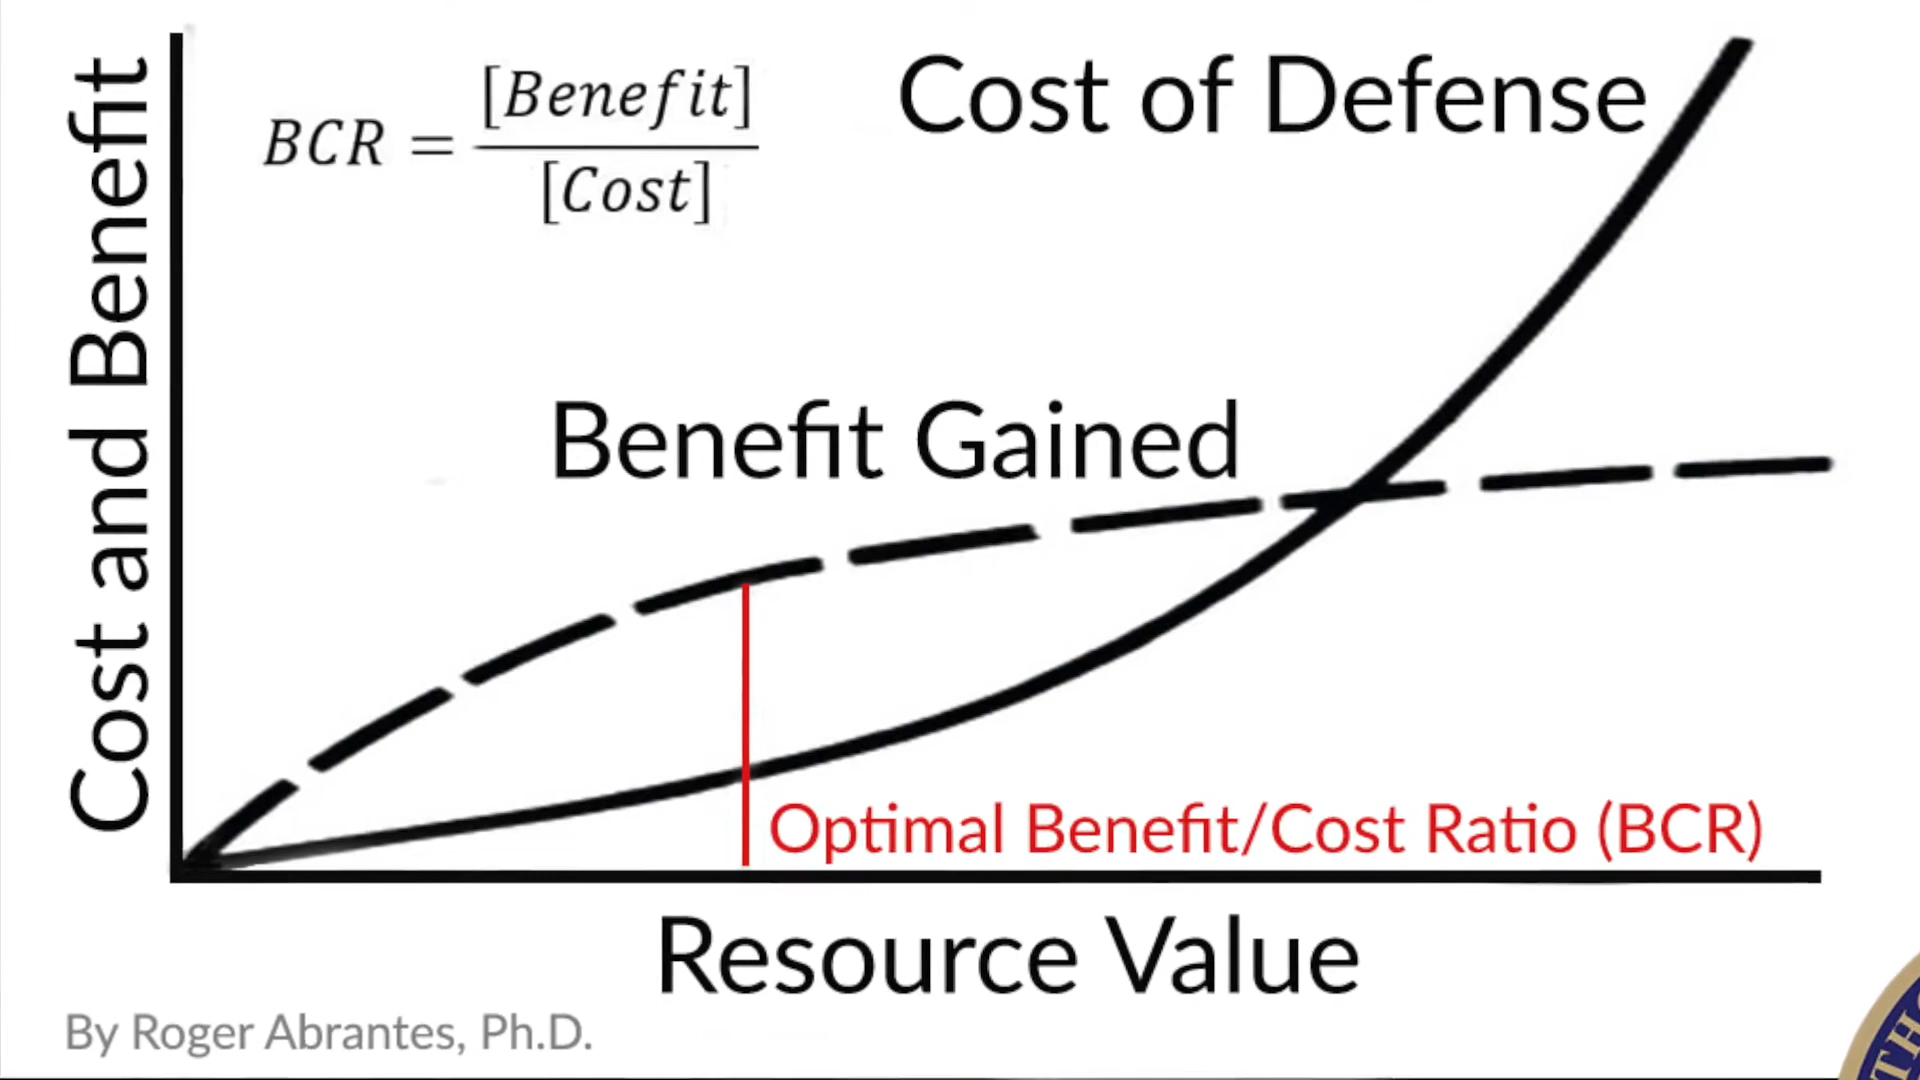 Cost and Benefit
BCR = [Benefit] / [Cost]
Cost of Defense
Benefit Gained
Optimal Benefit/Cost Ratio (BCR)
Resource Value
By Roger Abrantes, Ph.D.